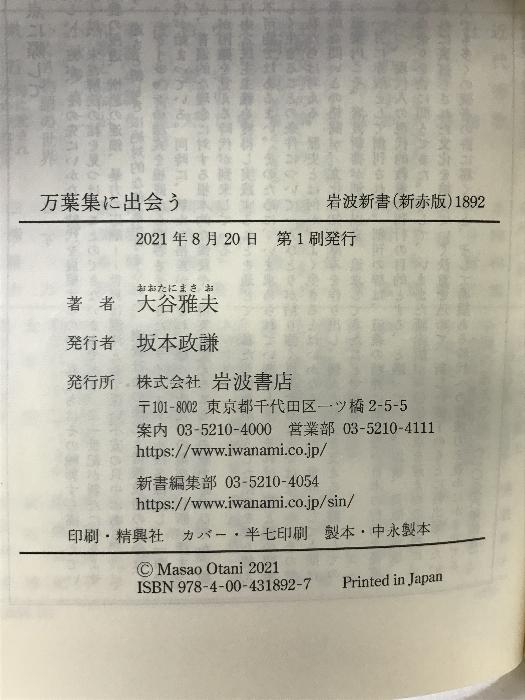 万葉集に出会う 岩波新書(新赤版)1892
2021年8月20日 第1刷発行
おおたにまさお
著者 大谷雅夫
発行者 坂本政謙
発行所 株式会社 岩波書店
〒101-8002 東京都千代田区一ツ橋2-5-5
案内 03-5210-4000 営業部 03-5210-4111
https://www.iwanami.co.jp/
新書編集部 03-5210-4054
https://www.iwanami.co.jp/sin/
印刷・精興社 カバー・半七印刷 製本・中永製本
© Masao Otani 2021
ISBN 978-4-00-431892-7 Printed in Japan